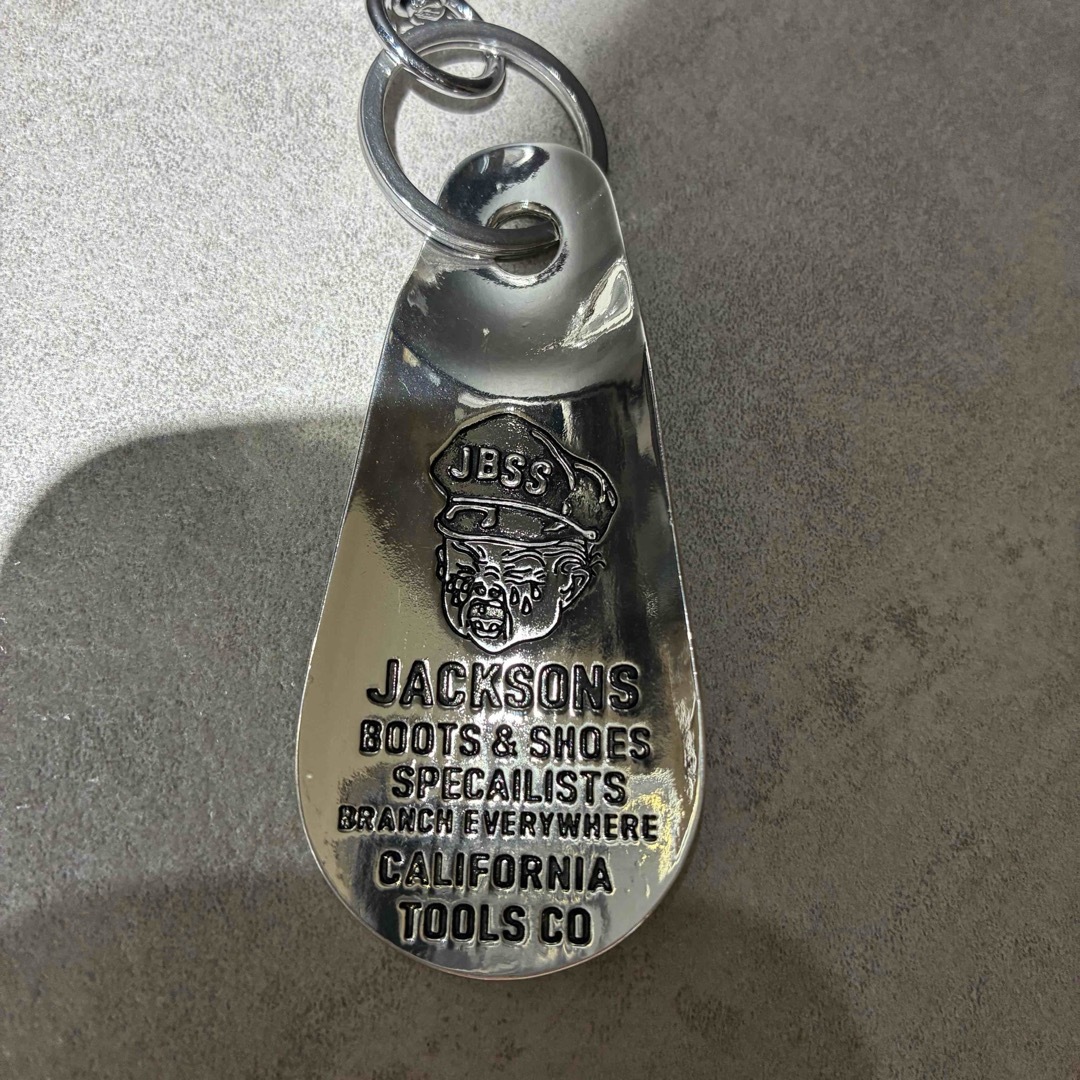 JBSS
JACKSONS
BOOTS & SHOES
SPECAILISTS
BRANCH EVERYWHERE
CALIFORNIA
TOOLS CO